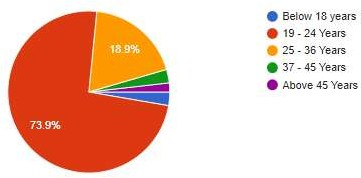 Below 18 years
19 - 24 Years
18.9%
25 - 36 Years
37 - 45 Years
Above 45 Years
73.9%